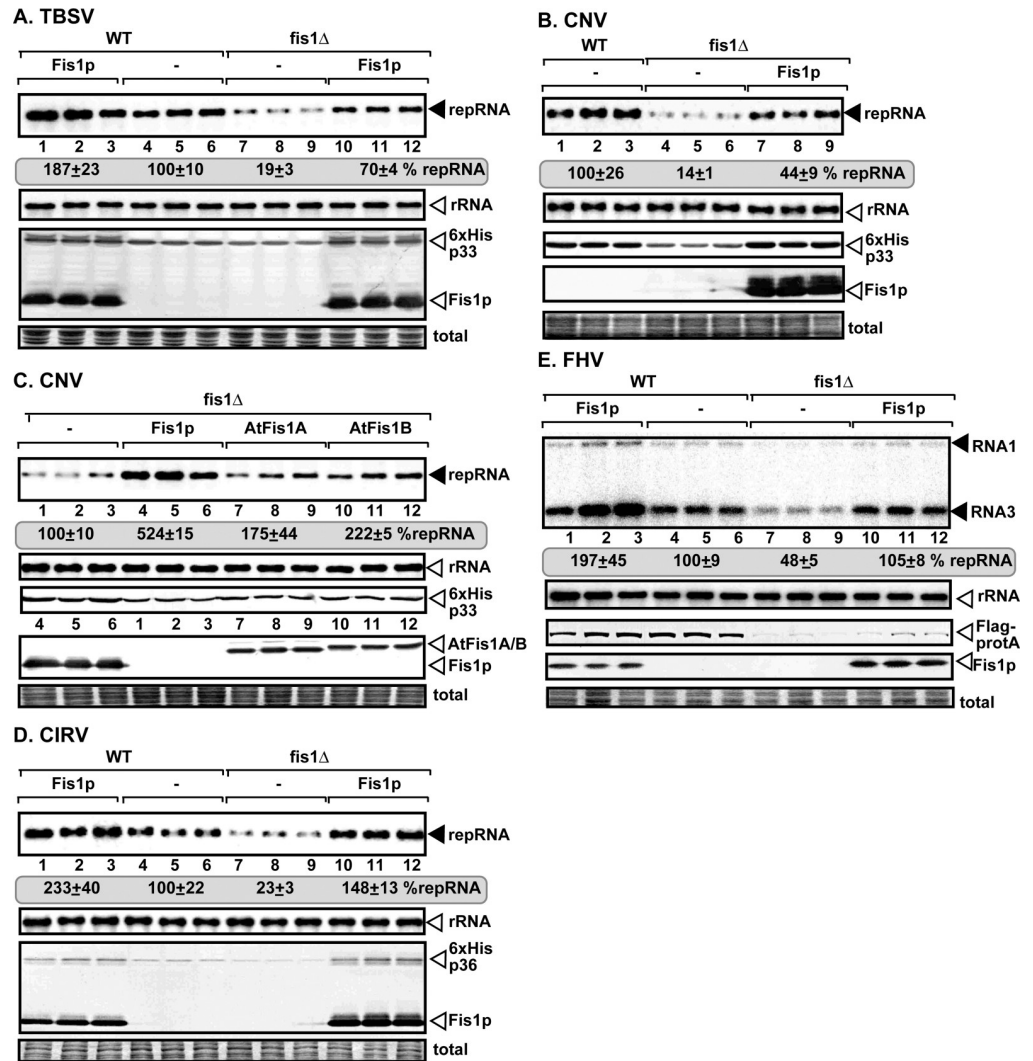 A. TBSV
WT fis1Δ
Fis1p - - Fis1p
repRNA
1 2 3 4 5 6 7 8 9 10 11 12
187±23 100±10 19±3 70±4 % repRNA
rRNA
6xHis
p33
Fis1p
total
B. CNV
WT fis1Δ
- - Fis1p
repRNA
1 2 3 4 5 6 7 8 9
100±26 14±1 44±9 % repRNA
rRNA
6xHis
p33
Fis1p
total
C. CNV
fis1Δ
- Fis1p AtFis1A AtFis1B
repRNA
1 2 3 4 5 6 7 8 9 10 11 12
100±10 524±15 175±44 222±5 %repRNA
rRNA
6xHis
p33
4 5 6 1 2 3 7 8 9 10 11 12
AtFis1A/B
Fis1p
total
E. FHV
WT fis1Δ
Fis1p - - Fis1p
RNA1
RNA3
1 2 3 4 5 6 7 8 9 10 11 12
197±45 100±9 48±5 105±8 % repRNA
rRNA
Flag-
protA
Fis1p
total
D. CIRV
WT fis1Δ
Fis1p - - Fis1p
repRNA
1 2 3 4 5 6 7 8 9 10 11 12
233±40 100±22 23±3 148±13 %repRNA
rRNA
6xHis
p36
Fis1p
total